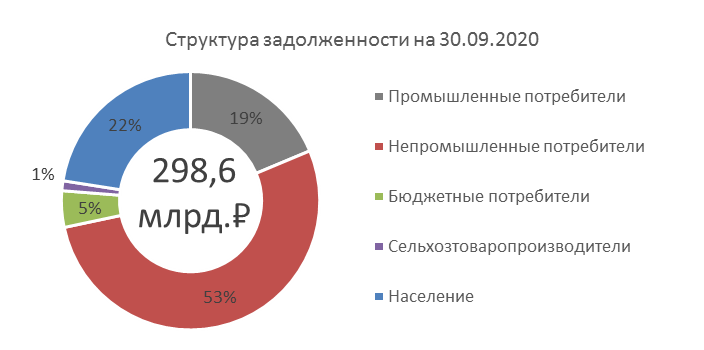 Структура задолженности на 30.09.2020
19%
22%
1%
5%
53%
298,6
млрд.₽
Промышленные потребители
Непромышленные потребители
Бюджетные потребители
Сельхозтоваропроизводители
Население